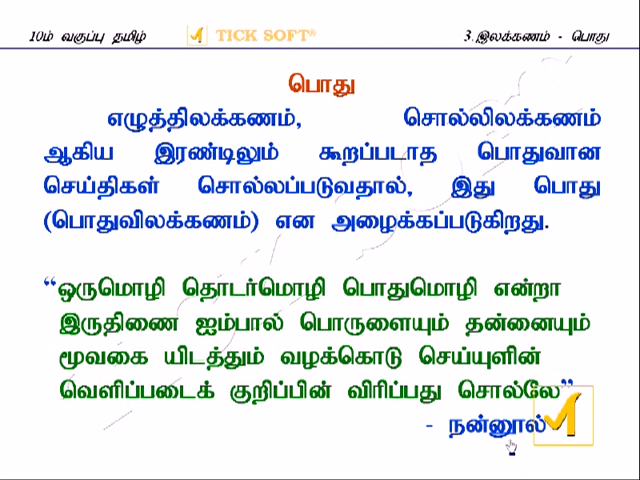 10ம் வகுப்பு தமிழ் TICK SOFT® 3.இலக்கணம் - பொது
பொது
எழுத்திலக்கணம், சொல்லிலக்கணம்
ஆகிய இரண்டிலும் கூறப்படாத பொதுவான
செய்திகள் சொல்லப்படுவதால், இது பொது
(பொதுவிலக்கணம்) என அழைக்கப்படுகிறது.
“ஒருமொழி தொடர்மொழி பொதுமொழி என்றா
இருதிணை ஐம்பால் பொருளையும் தன்னையும்
மூவகை யிடத்தும் வழக்கொடு செய்யுளின்
வெளிப்படைக் குறிப்பின் விரிப்பது சொல்லே”
- நன்னூல்